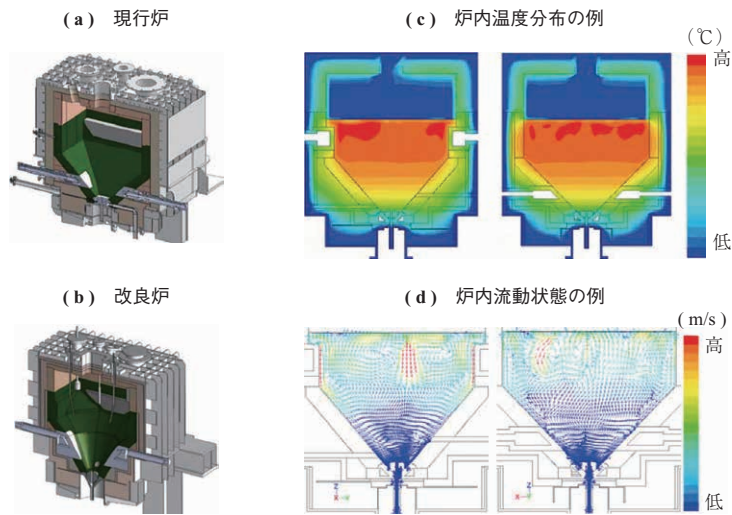 (a) 現行炉
(c) 炉内温度分布の例
(℃)
高
低
(b) 改良炉
(d) 炉内流動状態の例
(m/s)
高
低